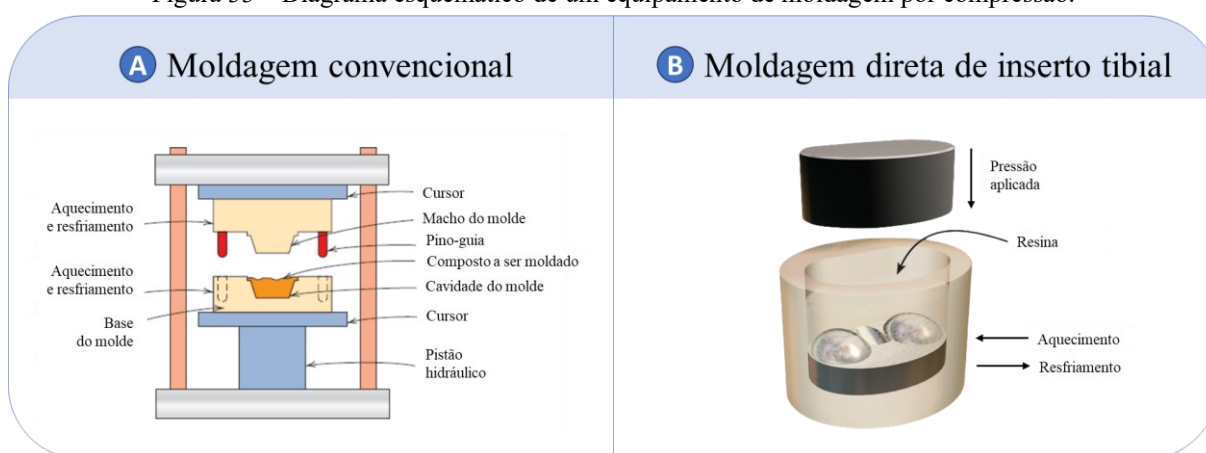 Figura 33 – Diagrama esquemático de um equipamento de moldagem por compressão.
A Moldagem convencional
Aquecimento
e resfriamento
Aquecimento
e resfriamento
Base
do molde
Cursor
Macho do molde
Pino-guia
Composto a ser moldado
Cavidade do molde
Cursor
Pistão
hidráulico
B Moldagem direta de inserto tibial
Pressão
aplicada
Resina
Aquecimento
Resfriamento